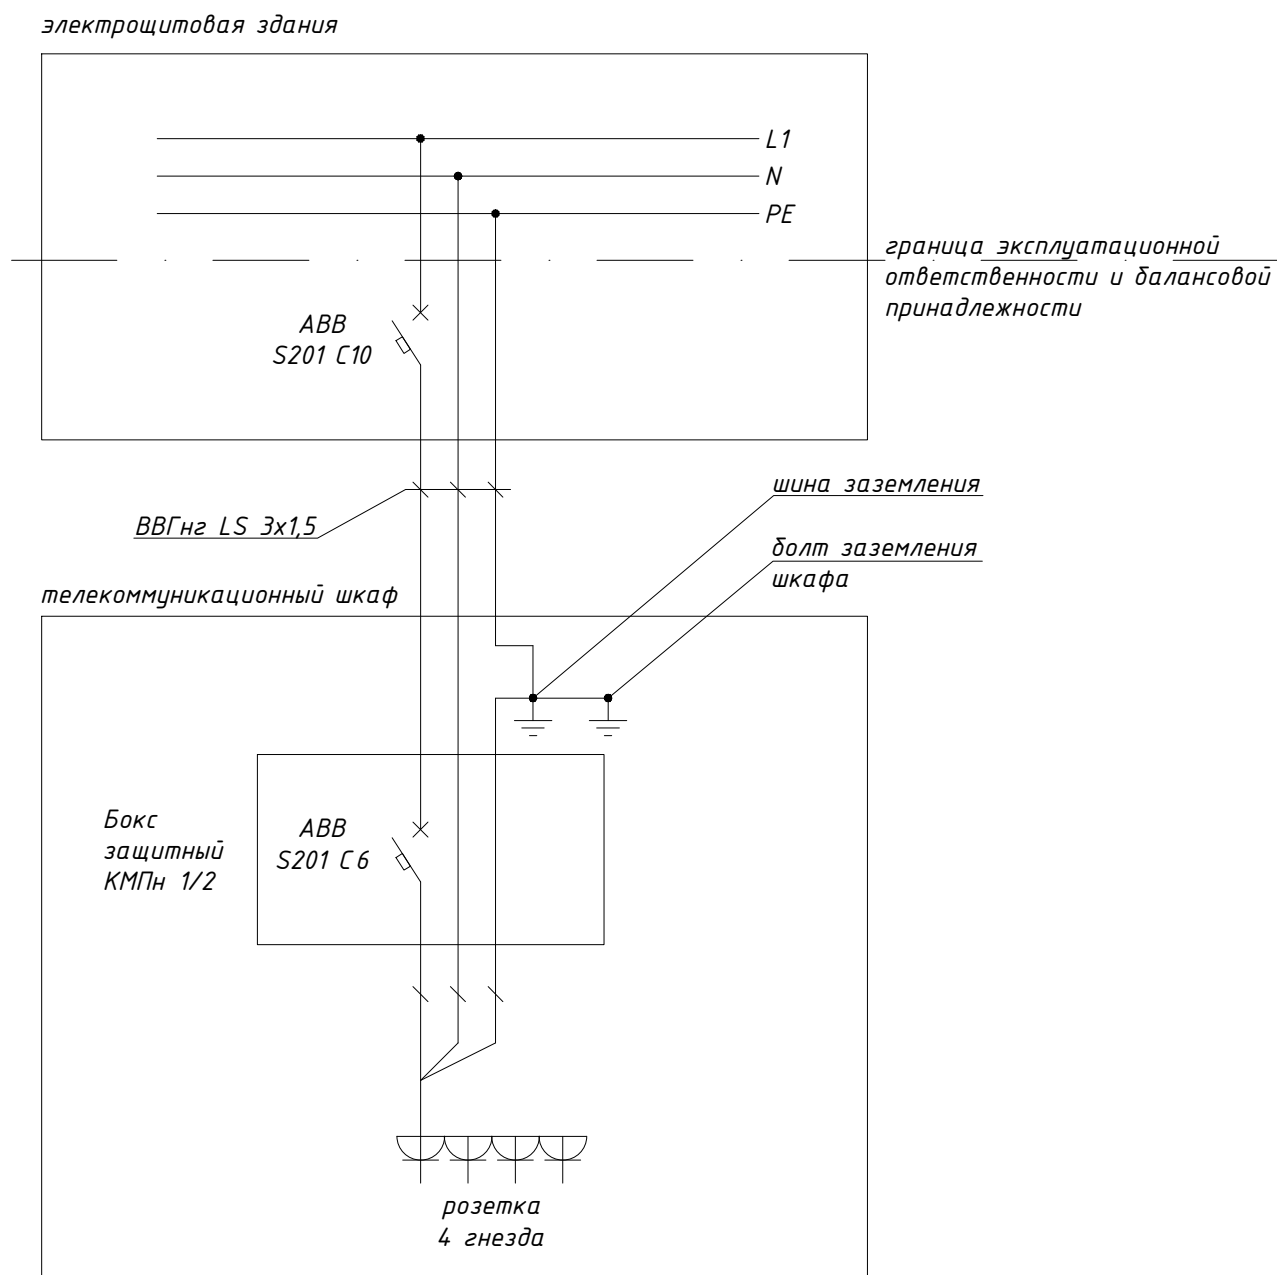 электрощитовая здания
L1
N
PE
граница эксплуатационной
ответственности и балансовой
принадлежности
ABB
S201 C10
шина заземления
ВВГнг LS 3x1,5
болт заземления
шкафа
телекоммуникационный шкаф
Бокс
защитный
КМПн 1/2
ABB
S201 C6
розетка
4 гнезда